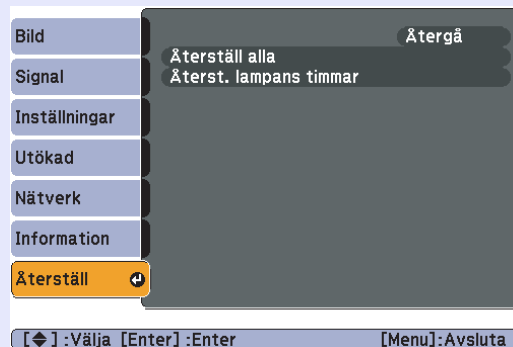 Bild
Signal
Inställningar
Utökad
Nätverk
Information
Återställ
Återgå
Återställ alla
Återst. lampans timmar
[◆] :Välja [Enter] :Enter [Menu]:Avsluta